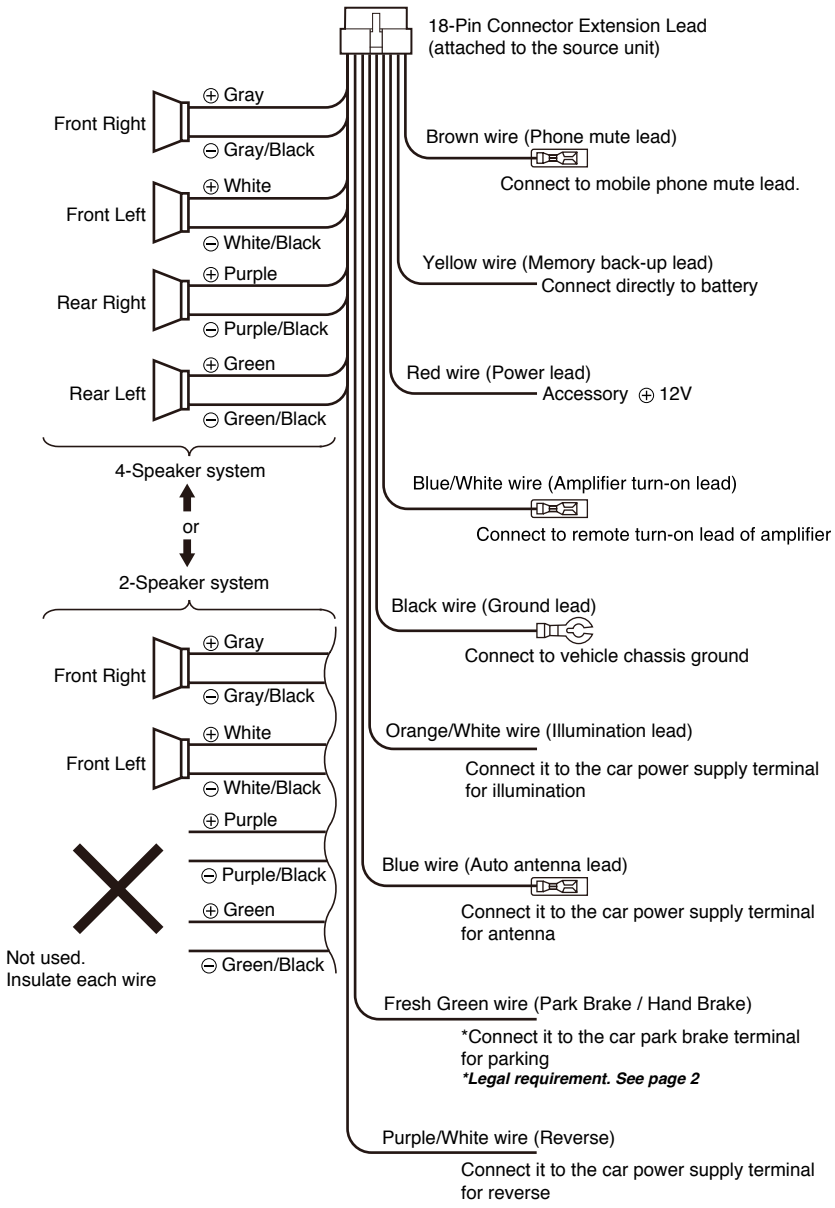 18-Pin Connector Extension Lead
(attached to the source unit)
⊕ Gray
Front Right
⊖ Gray/Black
⊕ White
Front Left
⊖ White/Black
⊕ Purple
Rear Right
⊖ Purple/Black
⊕ Green
Rear Left
⊖ Green/Black
4-Speaker system
or
2-Speaker system
⊕ Gray
Front Right
⊖ Gray/Black
⊕ White
Front Left
⊖ White/Black
⊕ Purple
⊖ Purple/Black
⊕ Green
⊖ Green/Black
Not used.
Insulate each wire
Brown wire (Phone mute lead)
Connect to mobile phone mute lead.
Yellow wire (Memory back-up lead)
Connect directly to battery
Red wire (Power lead)
Accessory ⊕ 12V
Blue/White wire (Amplifier turn-on lead)
Connect to remote turn-on lead of amplifier
Black wire (Ground lead)
Connect to vehicle chassis ground
Orange/White wire (Illumination lead)
Connect it to the car power supply terminal
for illumination
Blue wire (Auto antenna lead)
Connect it to the car power supply terminal
for antenna
Fresh Green wire (Park Brake / Hand Brake)
*Connect it to the car park brake terminal
for parking
*Legal requirement. See page 2
Purple/White wire (Reverse)
Connect it to the car power supply terminal
for reverse